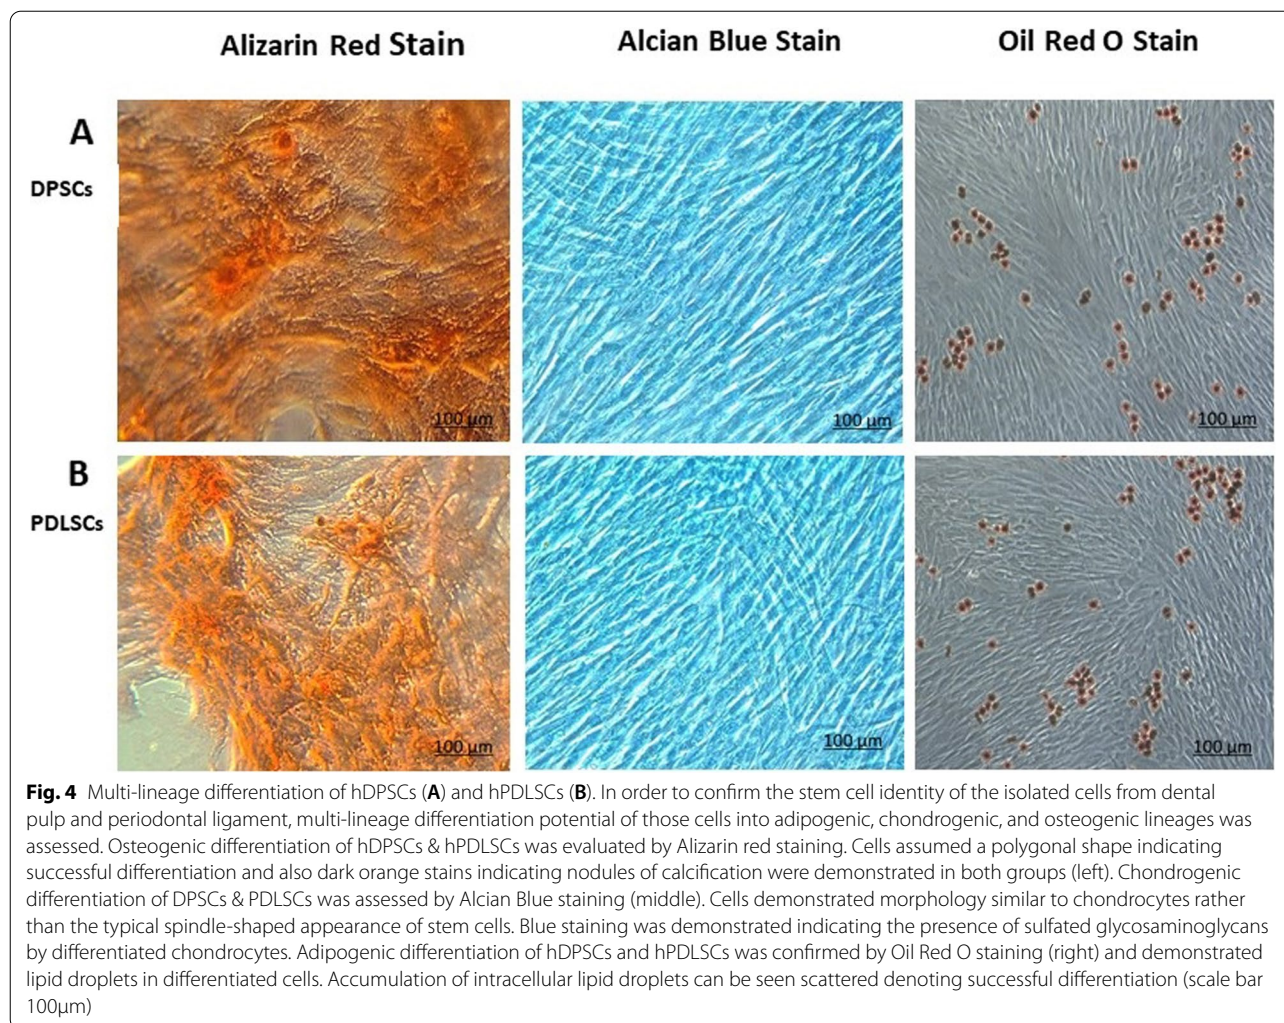 Alizarin Red Stain Alcian Blue Stain Oil Red O Stain
A
DPSCs
100 µm 100 µm 100 µm
B
PDLSCs
100 µm 100 µm 100 µm
Fig. 4 Multi-lineage differentiation of hDPSCs (A) and hPDLSCs (B). In order to confirm the stem cell identity of the isolated cells from dental
pulp and periodontal ligament, multi-lineage differentiation potential of those cells into adipogenic, chondrogenic, and osteogenic lineages was
assessed. Osteogenic differentiation of hDPSCs & hPDLSCs was evaluated by Alizarin red staining. Cells assumed a polygonal shape indicating
successful differentiation and also dark orange stains indicating nodules of calcification were demonstrated in both groups (left). Chondrogenic
differentiation of DPSCs & PDLSCs was assessed by Alcian Blue staining (middle). Cells demonstrated morphology similar to chondrocytes rather
than the typical spindle-shaped appearance of stem cells. Blue staining was demonstrated indicating the presence of sulfated glycosaminoglycans
by differentiated chondrocytes. Adipogenic differentiation of hDPSCs and hPDLSCs was confirmed by Oil Red O staining (right) and demonstrated
lipid droplets in differentiated cells. Accumulation of intracellular lipid droplets can be seen scattered denoting successful differentiation (scale bar
100µm)